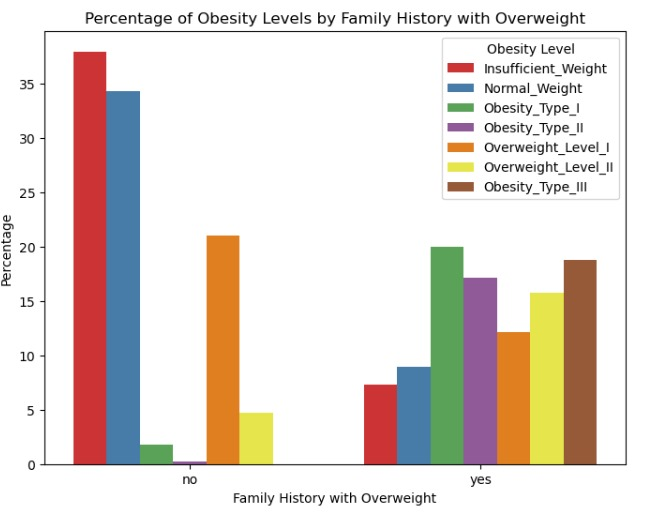 Percentage of Obesity Levels by Family History with Overweight
Obesity Level
Insufficient_Weight
Normal_Weight
Obesity_Type_I
Obesity_Type_II
Overweight_Level_I
Overweight_Level_II
Obesity_Type_III
Percentage
35
30
25
20
15
10
5
0
no
yes
Family History with Overweight